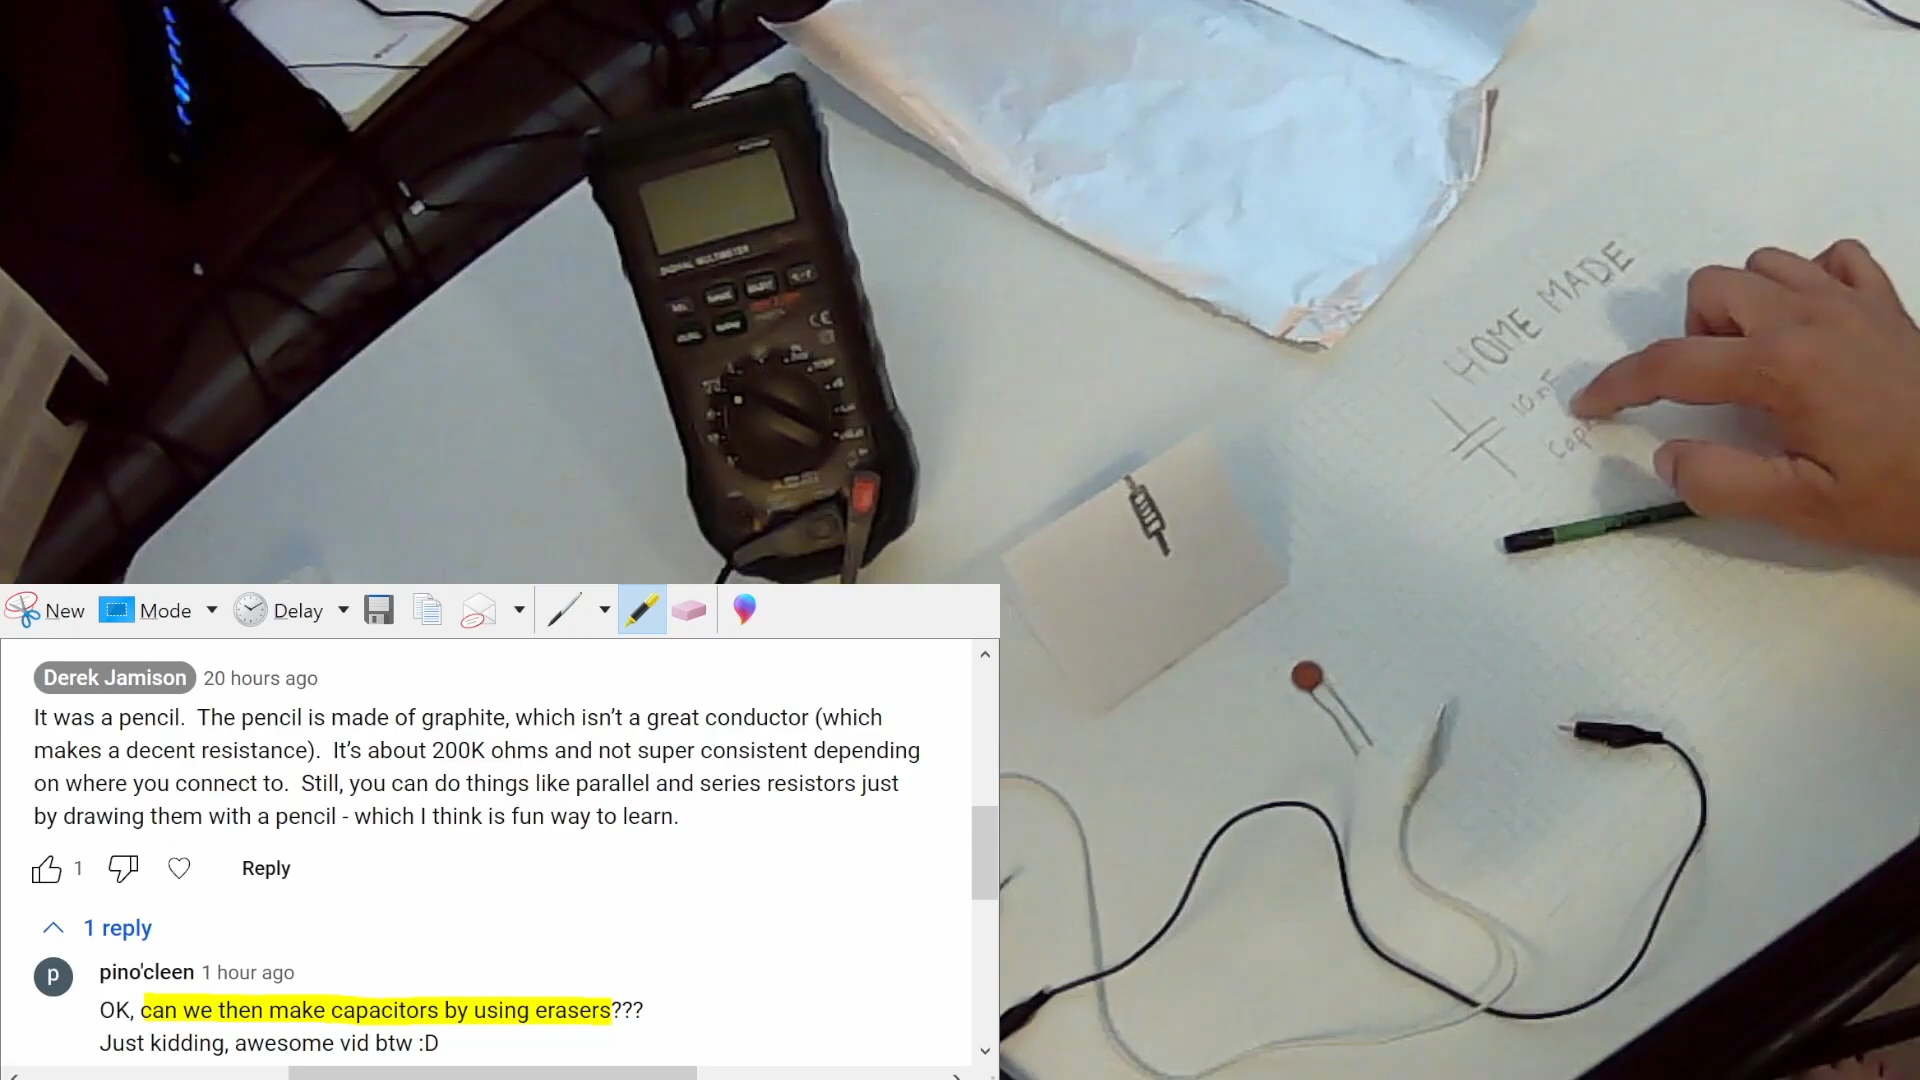 DIGITAL MULTIMETER
CE
HOME MADE
10 nF
New
Mode
Delay
Derek Jamison 20 hours ago
It was a pencil. The pencil is made of graphite, which isn’t a great conductor (which
makes a decent resistance). It’s about 200K ohms and not super consistent depending
on where you connect to. Still, you can do things like parallel and series resistors just
by drawing them with a pencil - which I think is fun way to learn.
1
Reply
1 reply
p
pino'cleen 1 hour ago
OK, can we then make capacitors by using erasers???
Just kidding, awesome vid btw :D